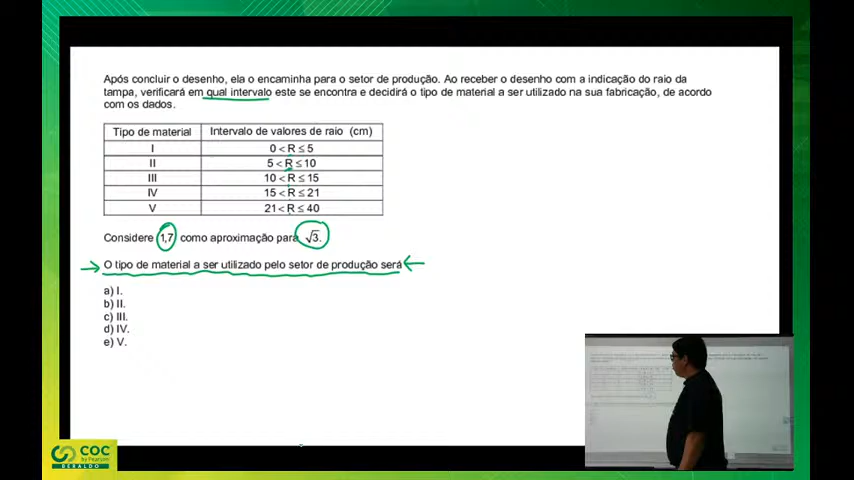 Após concluir o desenho, ela o encaminha para o setor de produção. Ao receber o desenho com a indicação do raio da
tampa, verificará em qual intervalo este se encontra e decidirá o tipo de material a ser utilizado na sua fabricação, de acordo
com os dados.
Tipo de material Intervalo de valores de raio (cm)
I 0 < R ≤ 5
II 5 < R ≤ 10
III 10 < R ≤ 15
IV 15 < R ≤ 21
V 21 < R ≤ 40
Considere 1,7 como aproximação para √3.
O tipo de material a ser utilizado pelo setor de produção será
a) I.
b) II.
c) III.
d) IV.
e) V.
COC
by Pearson
BERALDO